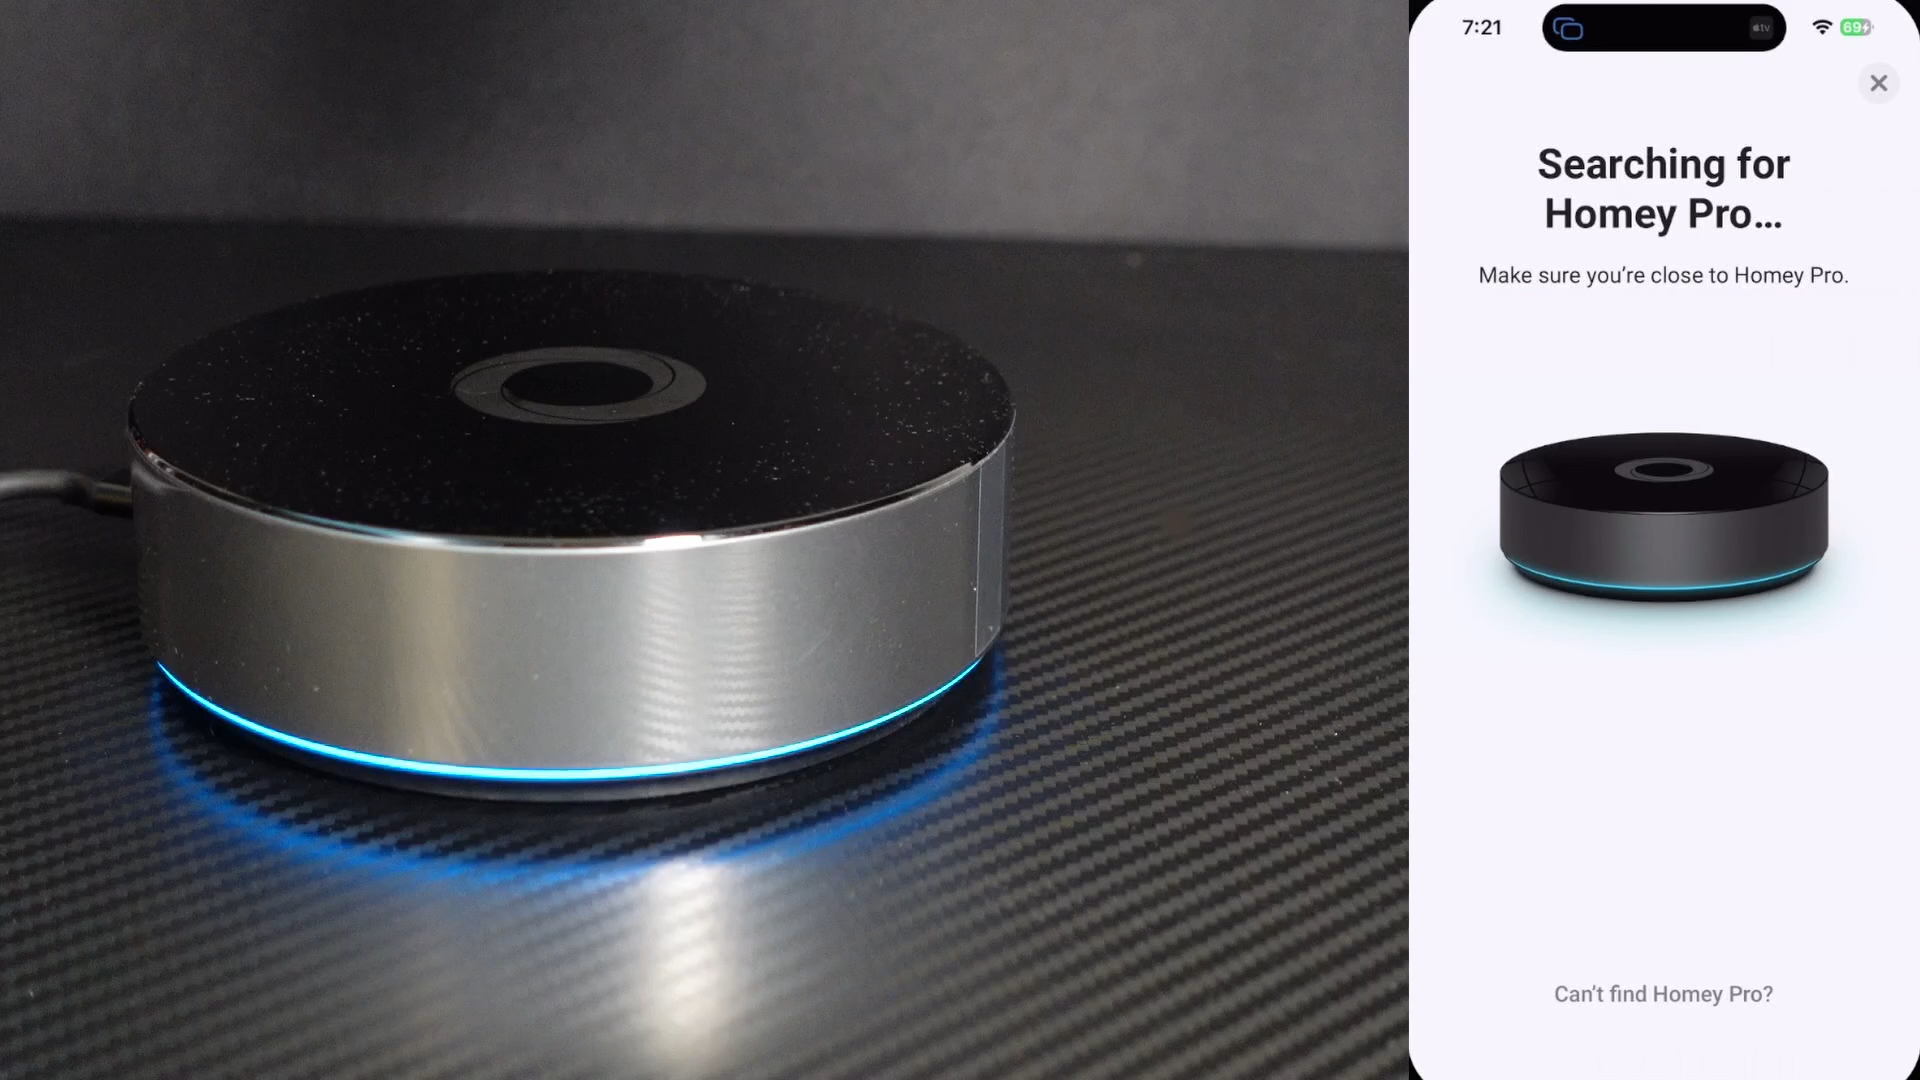 7:21
tv
69
Searching for
Homey Pro...
Make sure you're close to Homey Pro.
Can't find Homey Pro?